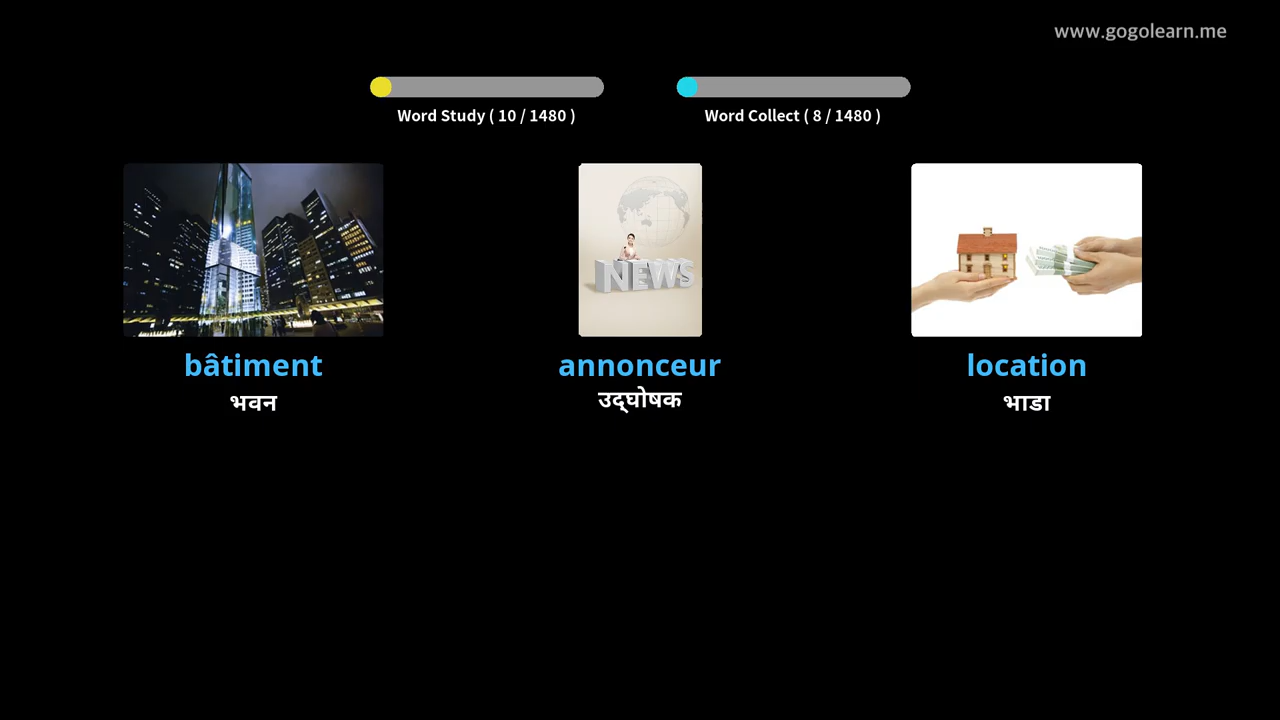 www.gogolearn.me
Word Study ( 10 / 1480 )
Word Collect ( 8 / 1480 )
NEWS
bâtiment
annonceur
location
भवन
उद्घोषक
भाडा